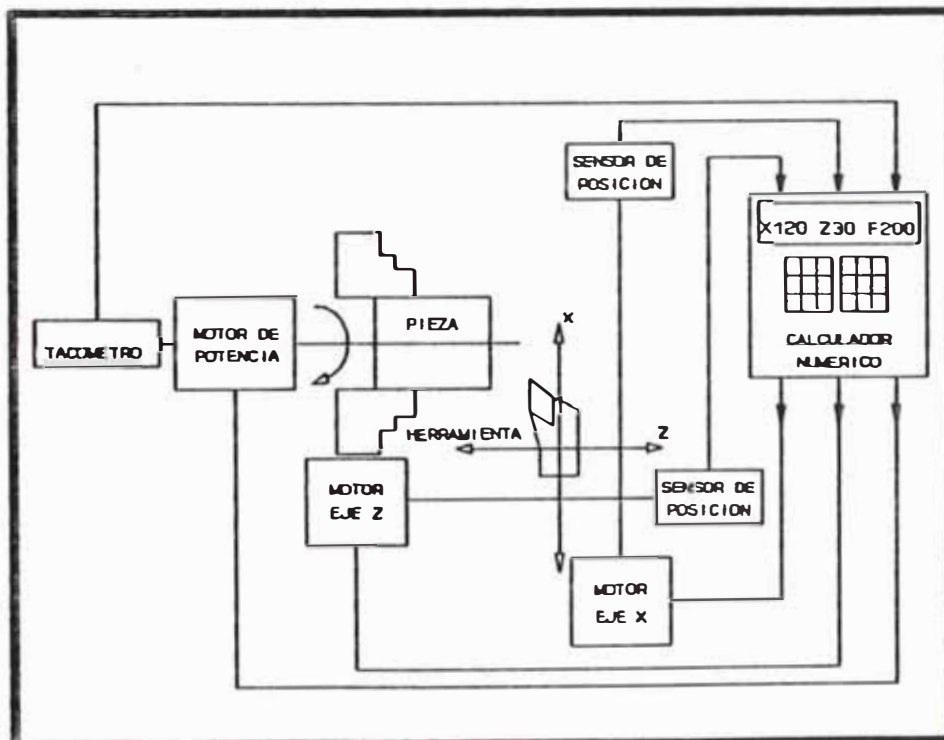 SENSOR DE
POSICION
X120 Z30 F200
CALCULADOR
NUMERICO
TACOMETRO
MOTOR DE
POTENCIA
PIEZA
X
HERRAMIENTA
Z
MOTOR
EJE Z
SENSOR DE
POSICION
MOTOR
EJE X